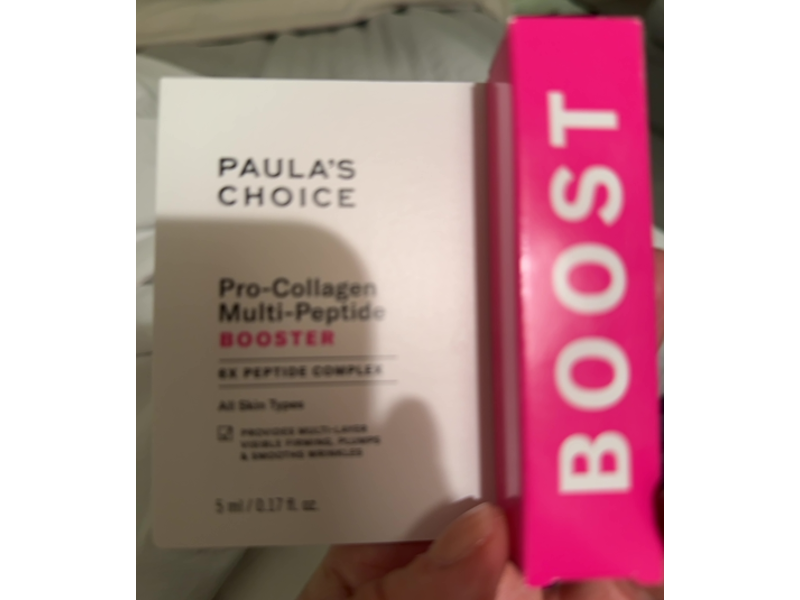 PAULA'S
CHOICE
Pro-Collagen
Multi-Peptide
BOOSTER
6X PEPTIDE COMPLEX
All Skin Types
PROVIDES MULTI-LAYER
VISIBLE FIRMING, PLUMPS
& SMOOTHS WRINKLES
5 ml / 0.17 fl. oz.
BOOST